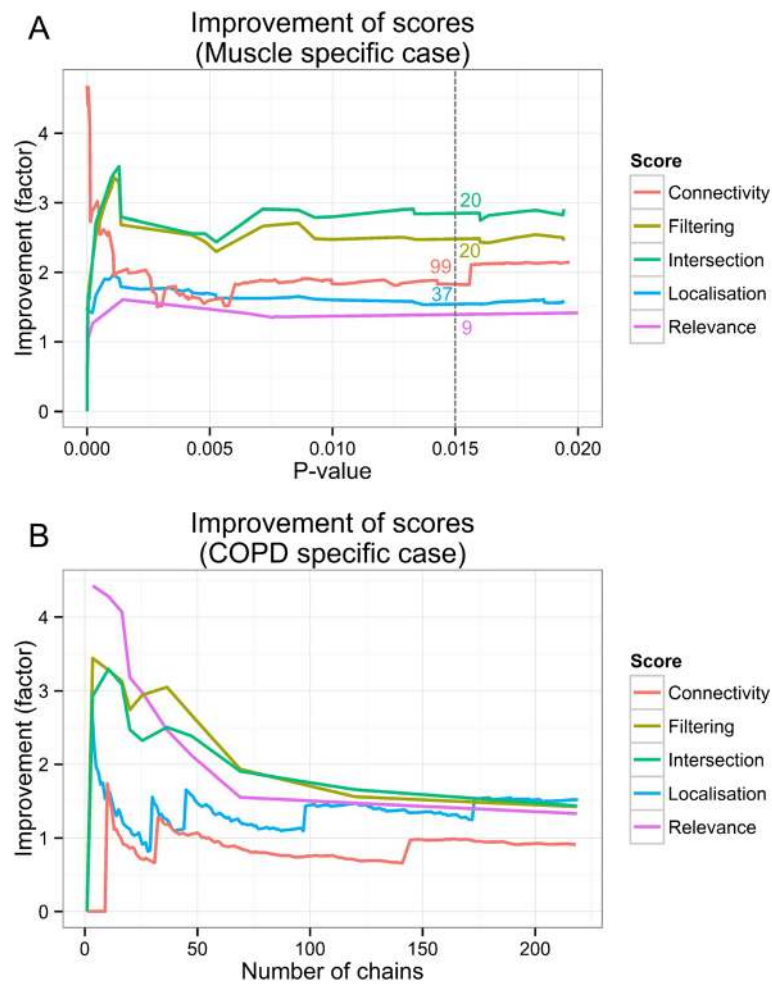 A
Improvement of scores
(Muscle specific case)
Improvement (factor)
4
3
2
1
0
20
20
99
37
9
0.000 0.005 0.010 0.015 0.020
P-value
Score
Connectivity
Filtering
Intersection
Localisation
Relevance
B
Improvement of scores
(COPD specific case)
Improvement (factor)
4
3
2
1
0
0 50 100 150 200
Number of chains
Score
Connectivity
Filtering
Intersection
Localisation
Relevance